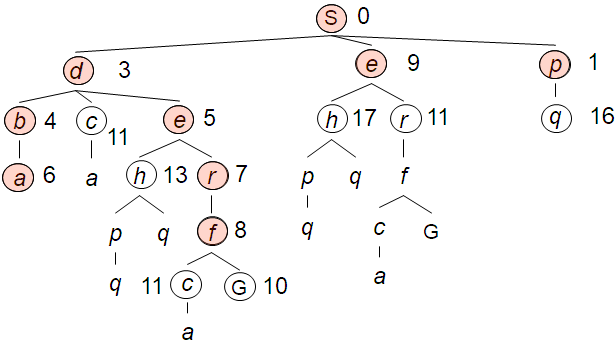 S 0
d 3 e 9 p 1
b 4 c 11 e 5 h 17 r 11 q 16
a 6 a h 13 r 7 p q f
p q f 8 q c G
q 11 c G 10 a
a